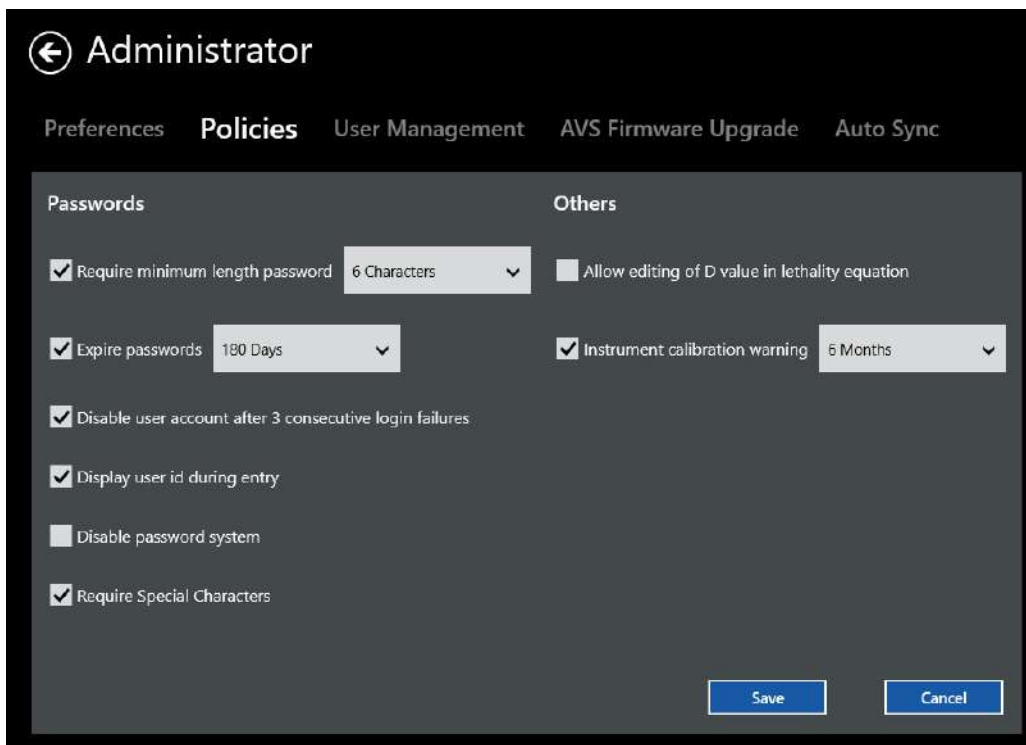 Administrator
Preferences Policies User Management AVS Firmware Upgrade Auto Sync
Passwords
Require minimum length password 6 Characters
Expire passwords 180 Days
Disable user account after 3 consecutive login failures
Display user id during entry
Disable password system
Require Special Characters
Others
Allow editing of D value in lethality equation
Instrument calibration warning 6 Months
Save Cancel